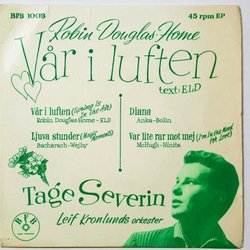 BFB 1003
45 rpm EP
Robin Douglas-Home
Vår i luften
text: ELD
Vår i luften (Spring Is In The Air)
Robin Douglas Home - ELD
Diana
Anka-Bolin
Ljuva stunder (Magic Moments)
Bacharach-Wejby
Var lite rar mot mej (I'm In the Mood for Love)
McHugh-Ninita
Tage Severin
Leif Kronlunds orkester
BFB